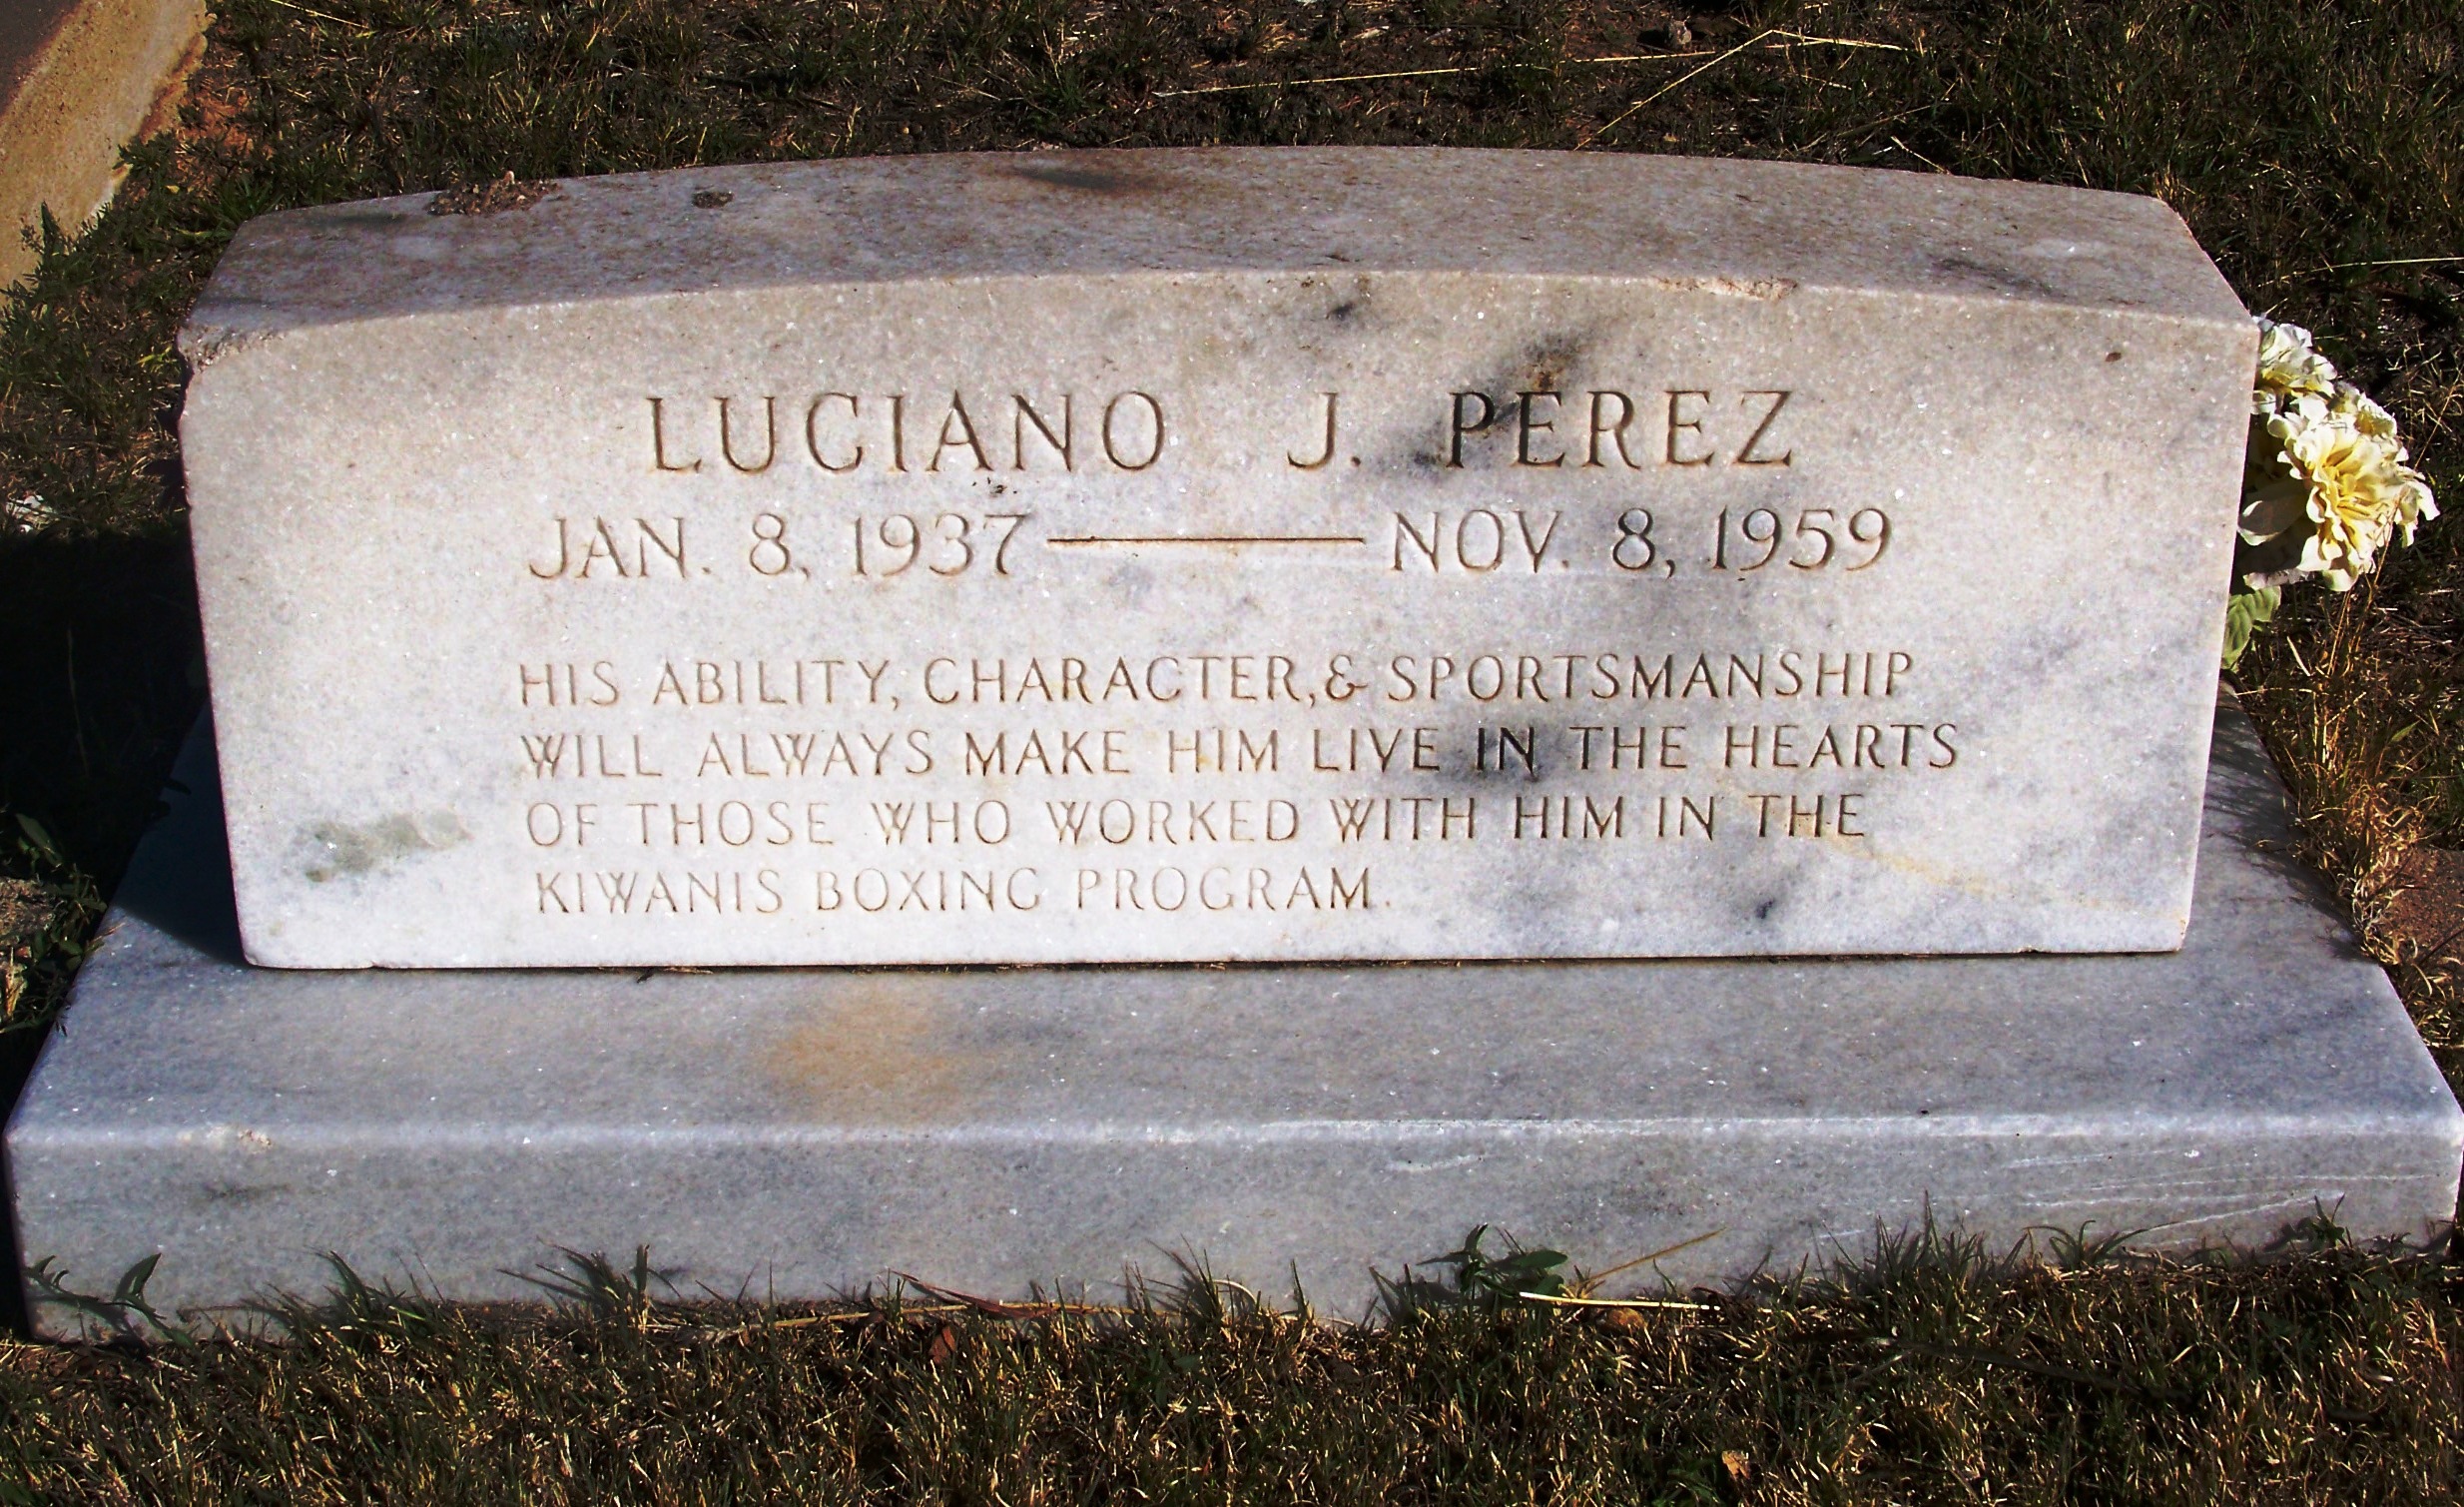 LUCIANO J. PEREZ
JAN. 8, 1937 — NOV. 8, 1959
HIS ABILITY, CHARACTER, & SPORTSMANSHIP
WILL ALWAYS MAKE HIM LIVE IN THE HEARTS
OF THOSE WHO WORKED WITH HIM IN THE
KIWANIS BOXING PROGRAM.